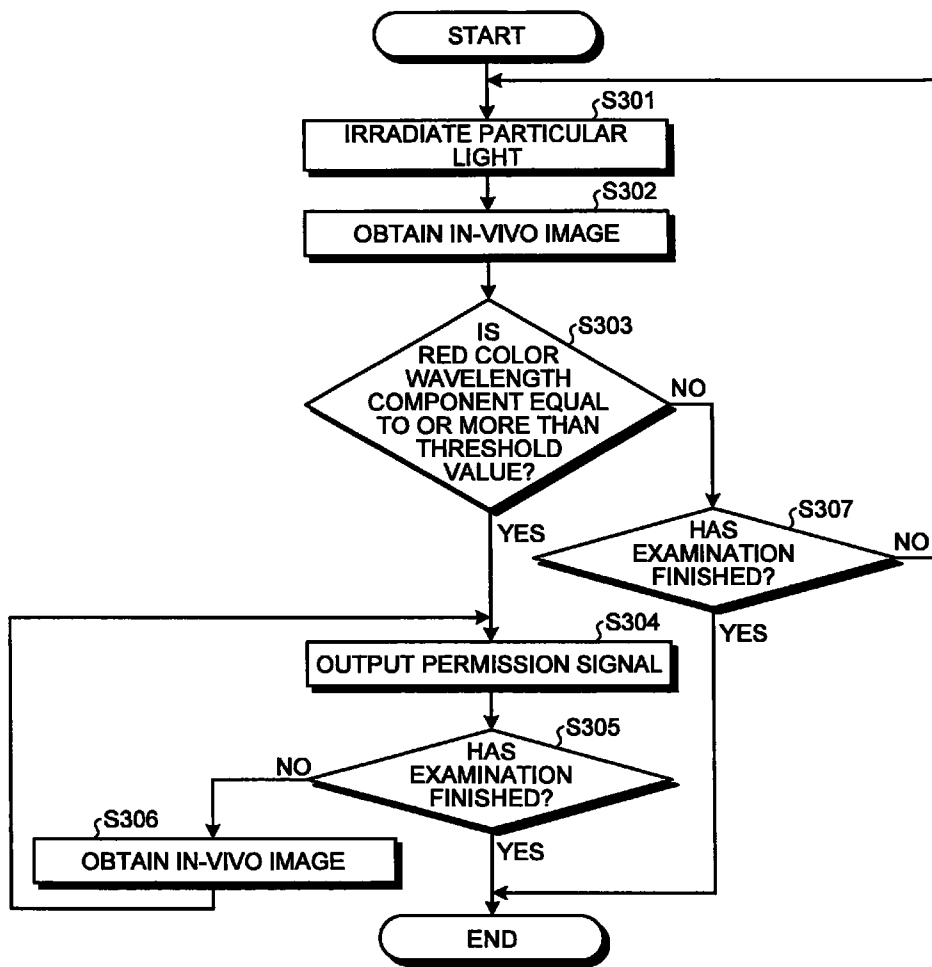 START
S301
IRRADIATE PARTICULAR
LIGHT
S302
OBTAIN IN-VIVO IMAGE
S303
IS
RED COLOR
WAVELENGTH
COMPONENT EQUAL
TO OR MORE THAN
THRESHOLD
VALUE?
NO
YES
S307
HAS
EXAMINATION
FINISHED?
NO
YES
S304
OUTPUT PERMISSION SIGNAL
S305
HAS
EXAMINATION
FINISHED?
NO
YES
S306
OBTAIN IN-VIVO IMAGE
END